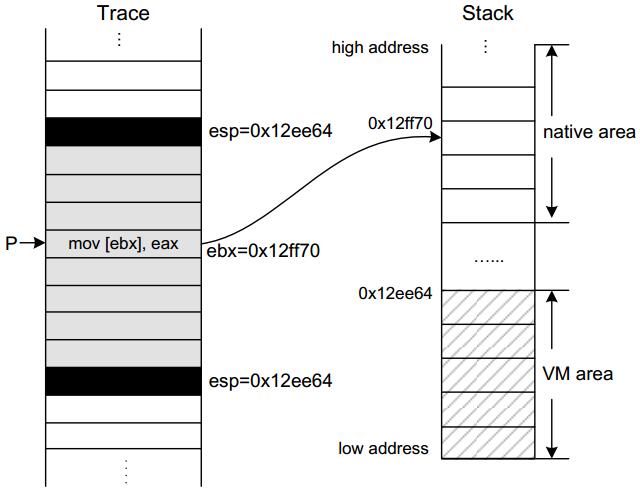 Trace
Stack
high address
esp=0x12ee64
0x12ff70
native area
P
mov [ebx], eax
ebx=0x12ff70
......
0x12ee64
esp=0x12ee64
VM area
low address